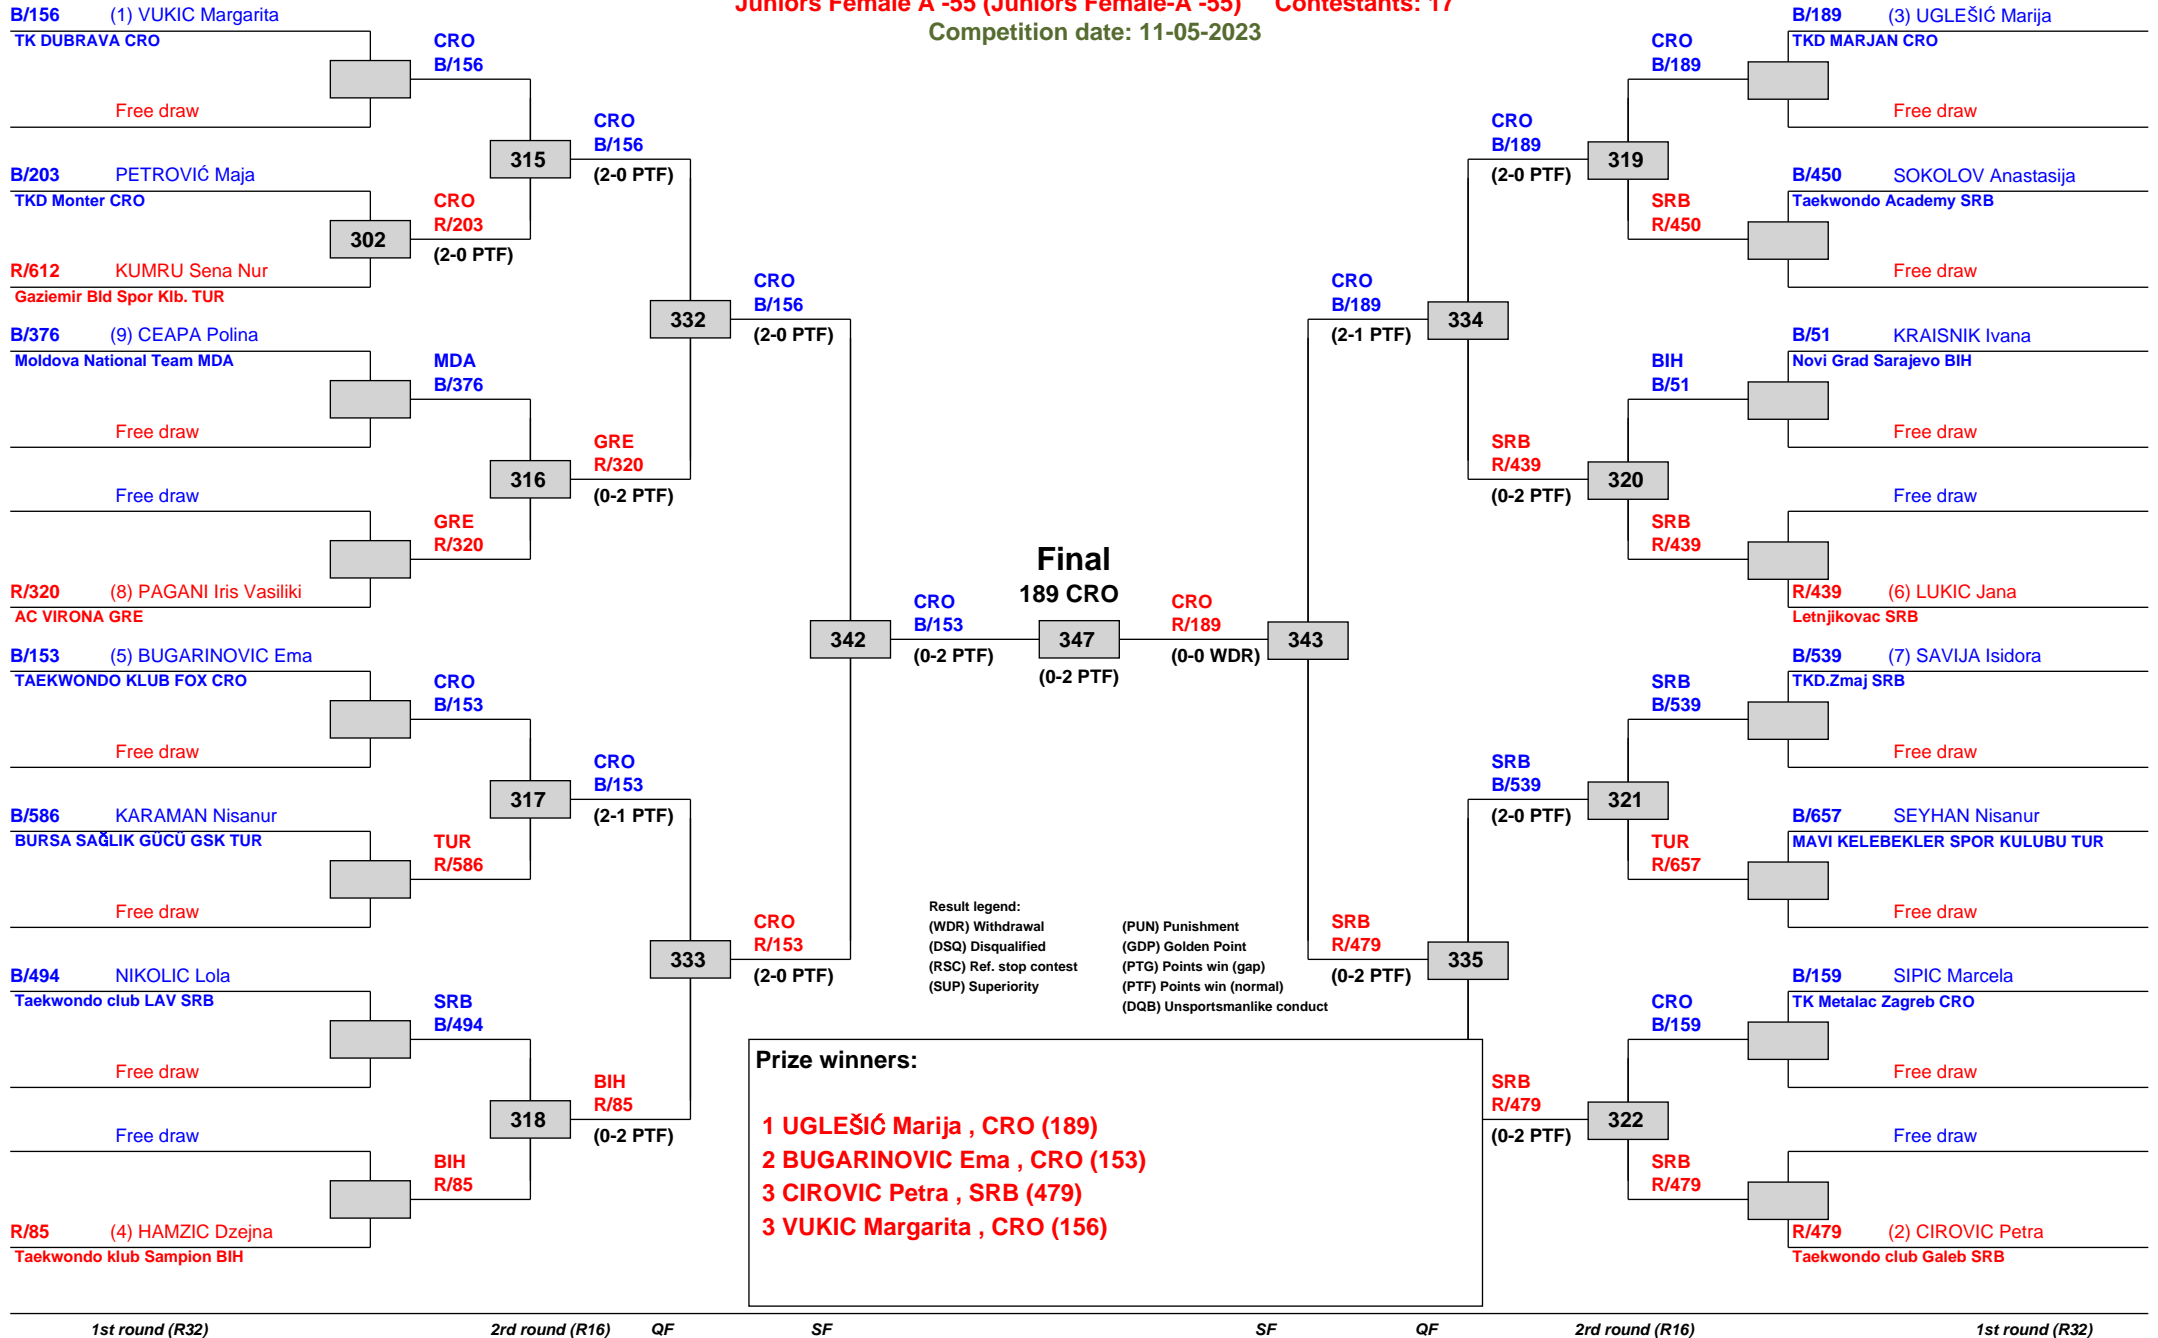 Juniors Female A -55 (Juniors Female-A -55) Contestants: 17
Competition date: 11-05-2023
B/156 (1) VUKIC Margarita
TK DUBRAVA CRO
Free draw
B/203 PETROVIĆ Maja
TKD Monter CRO
302
R/612 KUMRU Sena Nur
Gaziemir Bld Spor Klb. TUR
B/376 (9) CEAPA Polina
Moldova National Team MDA
Free draw
Free draw
R/320 (8) PAGANI Iris Vasiliki
AC VIRONA GRE
B/153 (5) BUGARINOVIC Ema
TAEKWONDO KLUB FOX CRO
Free draw
B/586 KARAMAN Nisanur
BURSA SAĞLIK GÜCÜ GSK TUR
Free draw
B/494 NIKOLIC Lola
Taekwondo club LAV SRB
Free draw
Free draw
R/85 (4) HAMZIC Dzejna
Taekwondo klub Sampion BIH
CRO
B/156
315
CRO
R/203
(2-0 PTF)
MDA
B/376
316
GRE
R/320
CRO
B/153
317
TUR
R/586
SRB
B/494
318
BIH
R/85
CRO
B/156
(2-0 PTF)
332
GRE
R/320
(0-2 PTF)
CRO
B/153
(2-1 PTF)
333
BIH
R/85
(0-2 PTF)
CRO
B/156
(2-0 PTF)
342
CRO
R/153
(2-0 PTF)
CRO
B/153
(0-2 PTF)
Final
189 CRO
347
(0-2 PTF)
CRO
R/189
(0-0 WDR)
343
CRO
B/189
(2-1 PTF)
334
SRB
R/479
(0-2 PTF)
335
CRO
B/189
(2-0 PTF)
319
SRB
R/439
(0-2 PTF)
320
SRB
B/539
(2-0 PTF)
321
SRB
R/479
(0-2 PTF)
322
CRO
B/189
SRB
R/450
BIH
B/51
SRB
R/439
SRB
B/539
TUR
R/657
CRO
B/159
SRB
R/479
B/189 (3) UGLEŠIĆ Marija
TKD MARJAN CRO
Free draw
B/450 SOKOLOV Anastasija
Taekwondo Academy SRB
Free draw
B/51 KRAISNIK Ivana
Novi Grad Sarajevo BIH
Free draw
Free draw
R/439 (6) LUKIC Jana
Letnjikovac SRB
B/539 (7) SAVIJA Isidora
TKD.Zmaj SRB
Free draw
B/657 SEYHAN Nisanur
MAVI KELEBEKLER SPOR KULUBU TUR
Free draw
B/159 SIPIC Marcela
TK Metalac Zagreb CRO
Free draw
Free draw
R/479 (2) CIROVIC Petra
Taekwondo club Galeb SRB
Result legend:
(WDR) Withdrawal (PUN) Punishment
(DSQ) Disqualified (GDP) Golden Point
(RSC) Ref. stop contest (PTG) Points win (gap)
(SUP) Superiority (PTF) Points win (normal)
(DQB) Unsportsmanlike conduct
Prize winners:
1 UGLEŠIĆ Marija , CRO (189)
2 BUGARINOVIC Ema , CRO (153)
3 CIROVIC Petra , SRB (479)
3 VUKIC Margarita , CRO (156)
1st round (R32) 2rd round (R16) QF SF SF QF 2rd round (R16) 1st round (R32)